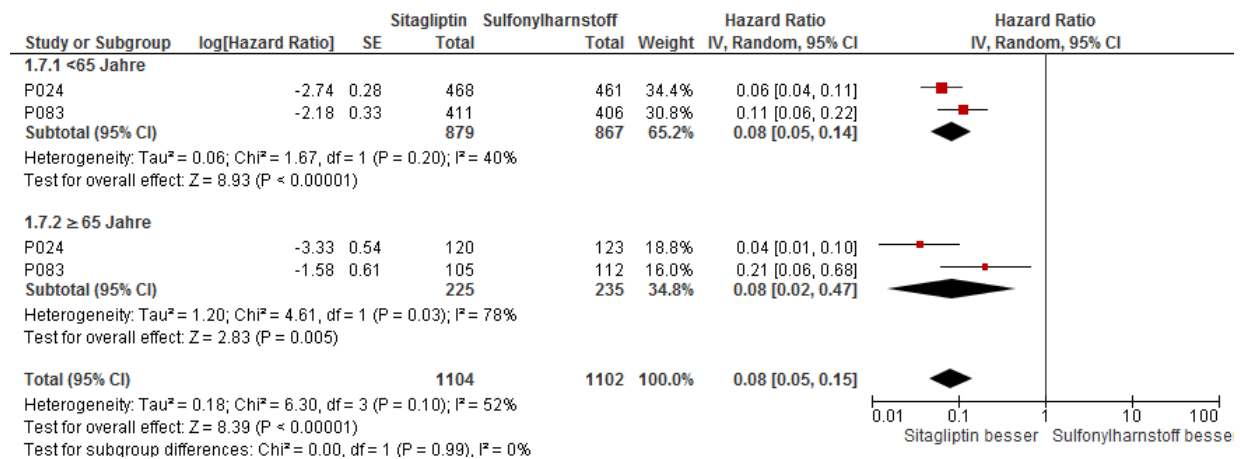 Sitagliptin Sulfonylharnstoff Hazard Ratio Hazard Ratio
Study or Subgroup log[Hazard Ratio] SE Total Total Weight IV, Random, 95% CI IV, Random, 95% CI
1.7.1 <65 Jahre
P024 -2.74 0.28 468 461 34.4% 0.06 [0.04, 0.11]
P083 -2.18 0.33 411 406 30.8% 0.11 [0.06, 0.22]
Subtotal (95% CI) 879 867 65.2% 0.08 [0.05, 0.14]
Heterogeneity: Tau² = 0.06; Chi² = 1.67, df = 1 (P = 0.20); I² = 40%
Test for overall effect: Z = 8.93 (P < 0.00001)
1.7.2 ≥ 65 Jahre
P024 -3.33 0.54 120 123 18.8% 0.04 [0.01, 0.10]
P083 -1.58 0.61 105 112 16.0% 0.21 [0.06, 0.68]
Subtotal (95% CI) 225 235 34.8% 0.08 [0.02, 0.47]
Heterogeneity: Tau² = 1.20; Chi² = 4.61, df = 1 (P = 0.03); I² = 78%
Test for overall effect: Z = 2.83 (P = 0.005)
Total (95% CI) 1104 1102 100.0% 0.08 [0.05, 0.15]
Heterogeneity: Tau² = 0.18; Chi² = 6.30, df = 3 (P = 0.10); I² = 52%
Test for overall effect: Z = 8.39 (P < 0.00001)
Test for subgroup differences: Chi² = 0.00, df = 1 (P = 0.99), I² = 0%
0.01 0.1 1 10 100
Sitagliptin besser Sulfonylharnstoff besser